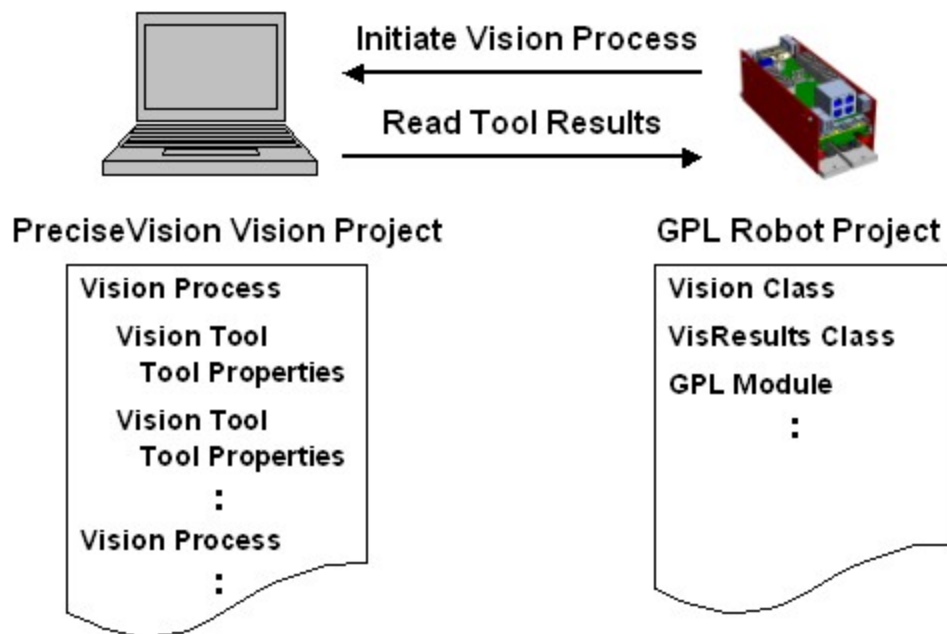 Initiate Vision Process
Read Tool Results
PreciseVision Vision Project
Vision Process
Vision Tool
Tool Properties
Vision Tool
Tool Properties
:
Vision Process
:
GPL Robot Project
Vision Class
VisResults Class
GPL Module
: